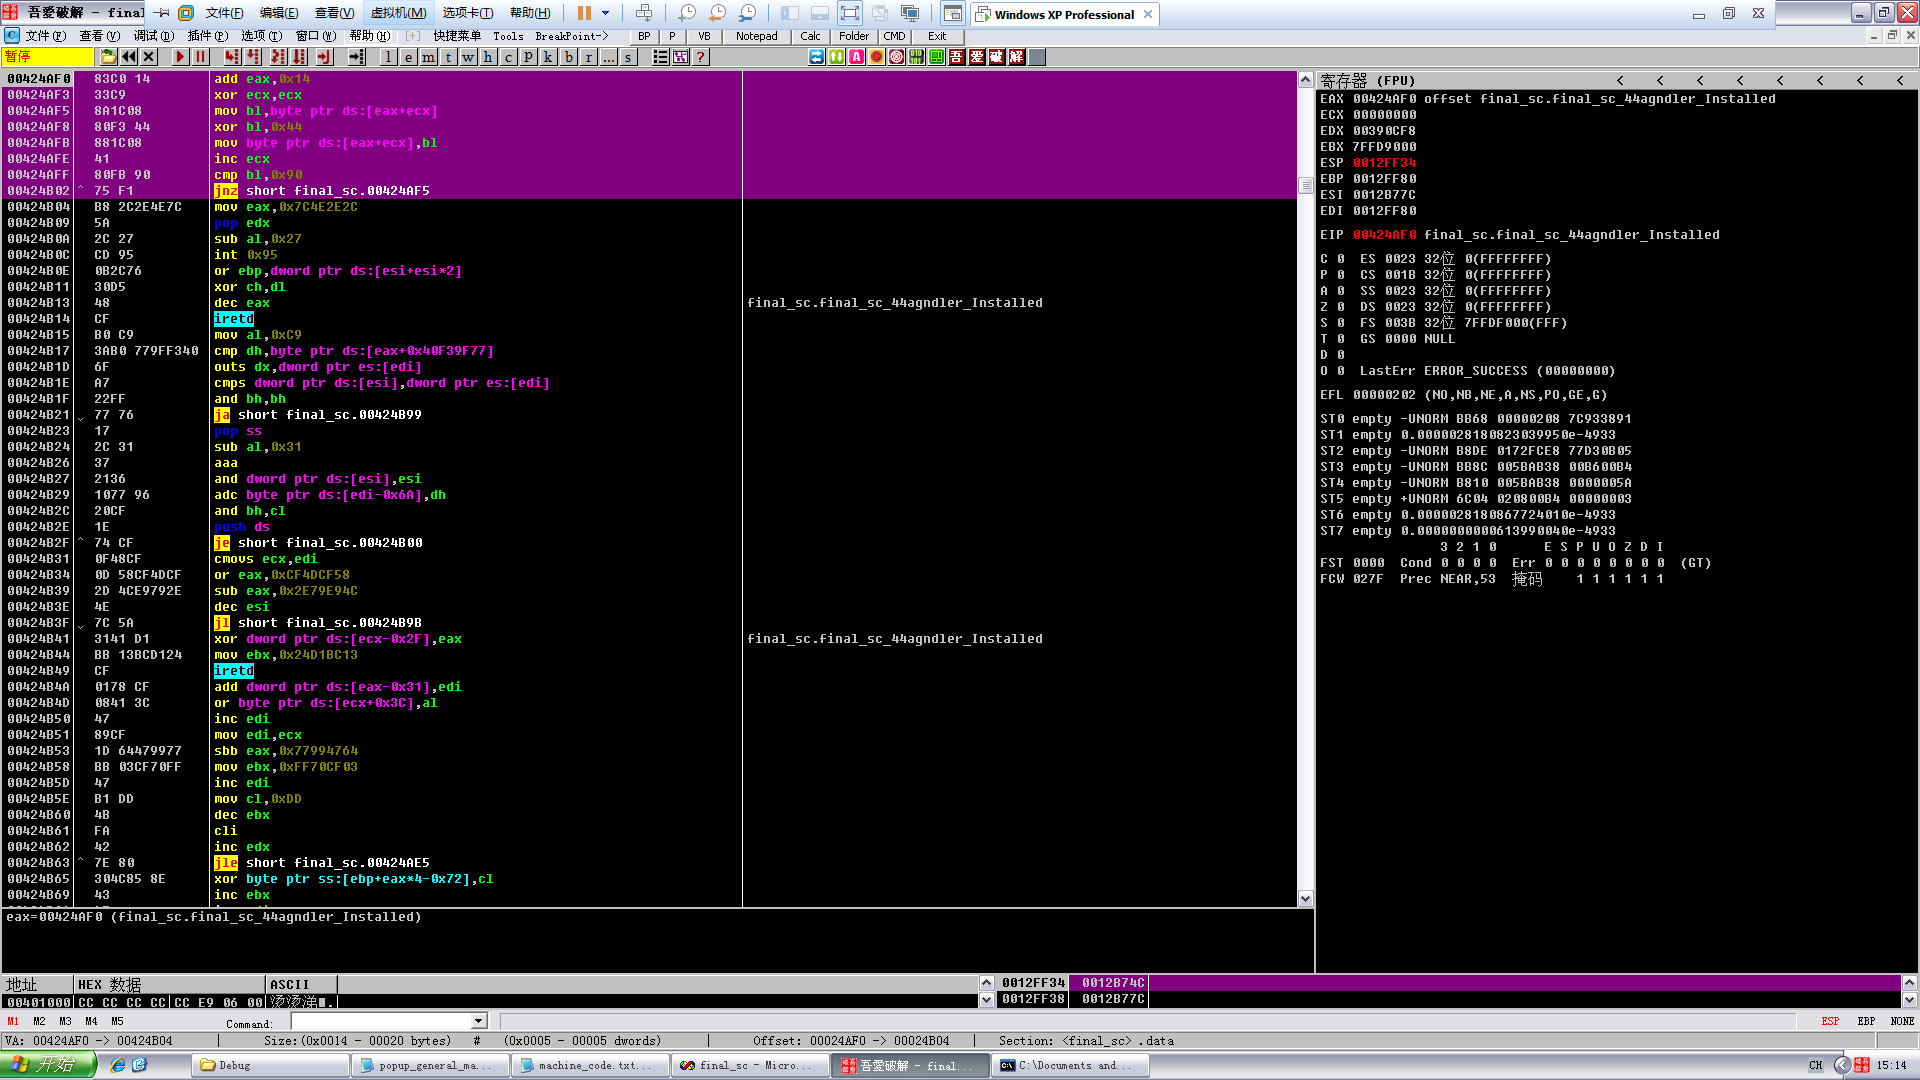 吾爱破解 - final
文件(F) 编辑(E) 查看(V) 虚拟机(M) 选项卡(T) 帮助(H)
Windows XP Professional
文件(F) 查看(V) 调试(D) 插件(P) 选项(T) 窗口(W) 帮助(H) [+] 快捷菜单 Tools BreakPoint-> BP P VB Notepad Calc Folder CMD Exit
暂停 l e m t w h c p k b r ... s ? 吾 爱 破 解
00424AF0 83C0 14 add eax,0x14
00424AF3 33C9 xor ecx,ecx
00424AF5 8A1C08 mov bl,byte ptr ds:[eax+ecx]
00424AF8 80F3 44 xor bl,0x44
00424AFB 881C08 mov byte ptr ds:[eax+ecx],bl
00424AFE 41 inc ecx
00424AFF 80FB 90 cmp bl,0x90
00424B02 ^ 75 F1 jnz short final_sc.00424AF5
00424B04 B8 2C2E4E7C mov eax,0x7C4E2E2C
00424B09 5A pop edx
00424B0A 2C 27 sub al,0x27
00424B0C CD 95 int 0x95
00424B0E 0B2C76 or ebp,dword ptr ds:[esi+esi*2]
00424B11 30D5 xor ch,dl
00424B13 48 dec eax final_sc.final_sc_44agndler_Installed
00424B14 CF iretd
00424B15 B0 C9 mov al,0xC9
00424B17 3AB0 779FF340 cmp dh,byte ptr ds:[eax+0x40F39F77]
00424B1D 6F outs dx,dword ptr es:[edi]
00424B1E A7 cmps dword ptr ds:[esi],dword ptr es:[edi]
00424B1F 22FF and bh,bh
00424B21 77 76 ja short final_sc.00424B99
00424B23 17 pop ss
00424B24 2C 31 sub al,0x31
00424B26 37 aaa
00424B27 2136 and dword ptr ds:[esi],esi
00424B29 1077 96 adc byte ptr ds:[edi-0x6A],dh
00424B2C 20CF and bh,cl
00424B2E 1E push ds
00424B2F ^ 74 CF je short final_sc.00424B00
00424B31 0F48CF cmovs ecx,edi
00424B34 0D 58CF4DCF or eax,0xCF4DCF58
00424B39 2D 4CE9792E sub eax,0x2E79E94C
00424B3E 4E dec esi
00424B3F 7C 5A jl short final_sc.00424B9B
00424B41 3141 D1 xor dword ptr ds:[ecx-0x2F],eax final_sc.final_sc_44agndler_Installed
00424B44 BB 13BCD124 mov ebx,0x24D1BC13
00424B49 CF iretd
00424B4A 0178 CF add dword ptr ds:[eax-0x31],edi
00424B4D 0841 3C or byte ptr ds:[ecx+0x3C],al
00424B50 47 inc edi
00424B51 89CF mov edi,ecx
00424B53 1D 64479977 sbb eax,0x77994764
00424B58 BB 03CF70FF mov ebx,0xFF70CF03
00424B5D 47 inc edi
00424B5E B1 DD mov cl,0xDD
00424B60 4B dec ebx
00424B61 FA cli
00424B62 42 inc edx
00424B63 ^ 7E 80 jle short final_sc.00424AE5
00424B65 304C85 8E xor byte ptr ss:[ebp+eax*4-0x72],cl
00424B69 43 inc ebx
eax=00424AF0 (final_sc.final_sc_44agndler_Installed)
寄存器 (FPU) < < < < < < < <
EAX 00424AF0 offset final_sc.final_sc_44agndler_Installed
ECX 00000000
EDX 00390CF8
EBX 7FFD9000
ESP 0012FF34
EBP 0012FF80
ESI 0012B77C
EDI 0012FF80
EIP 00424AF0 final_sc.final_sc_44agndler_Installed
C 0 ES 0023 32位 0(FFFFFFFF)
P 0 CS 001B 32位 0(FFFFFFFF)
A 0 SS 0023 32位 0(FFFFFFFF)
Z 0 DS 0023 32位 0(FFFFFFFF)
S 0 FS 003B 32位 7FFDF000(FFF)
T 0 GS 0000 NULL
D 0
O 0 LastErr ERROR_SUCCESS (00000000)
EFL 00000202 (NO,NB,NE,A,NS,PO,GE,G)
ST0 empty -UNORM BB68 00000208 7C933891
ST1 empty 0.0000028180823039950e-4933
ST2 empty -UNORM B8DE 0172FCE8 77D30B05
ST3 empty -UNORM BB8C 005BAB38 00B600B4
ST4 empty -UNORM B810 005BAB38 0000005A
ST5 empty +UNORM 6C04 020800B4 00000003
ST6 empty 0.0000028180867724010e-4933
ST7 empty 0.0000000000613990040e-4933
3 2 1 0 E S P U O Z D I
FST 0000 Cond 0 0 0 0 Err 0 0 0 0 0 0 0 0 (GT)
FCW 027F Prec NEAR,53 掩码 1 1 1 1 1 1
地址 HEX 数据 ASCII
00401000 CC CC CC CC CC E9 06 00
0012FF34 0012B74C
0012FF38 0012B77C
M1 M2 M3 M4 M5 Command: ESP EBP NONE
VA: 00424AF0 -> 00424B04 Size:(0x0014 - 00020 bytes) # (0x0005 - 00005 dwords) Offset: 00024AF0 -> 00024B04 Section: <final_sc> .data
开始 Debug popup_general_ma... machine_code.txt... final_sc - Micro... 吾爱破解 - final... C:\Documents and... CH 15:14